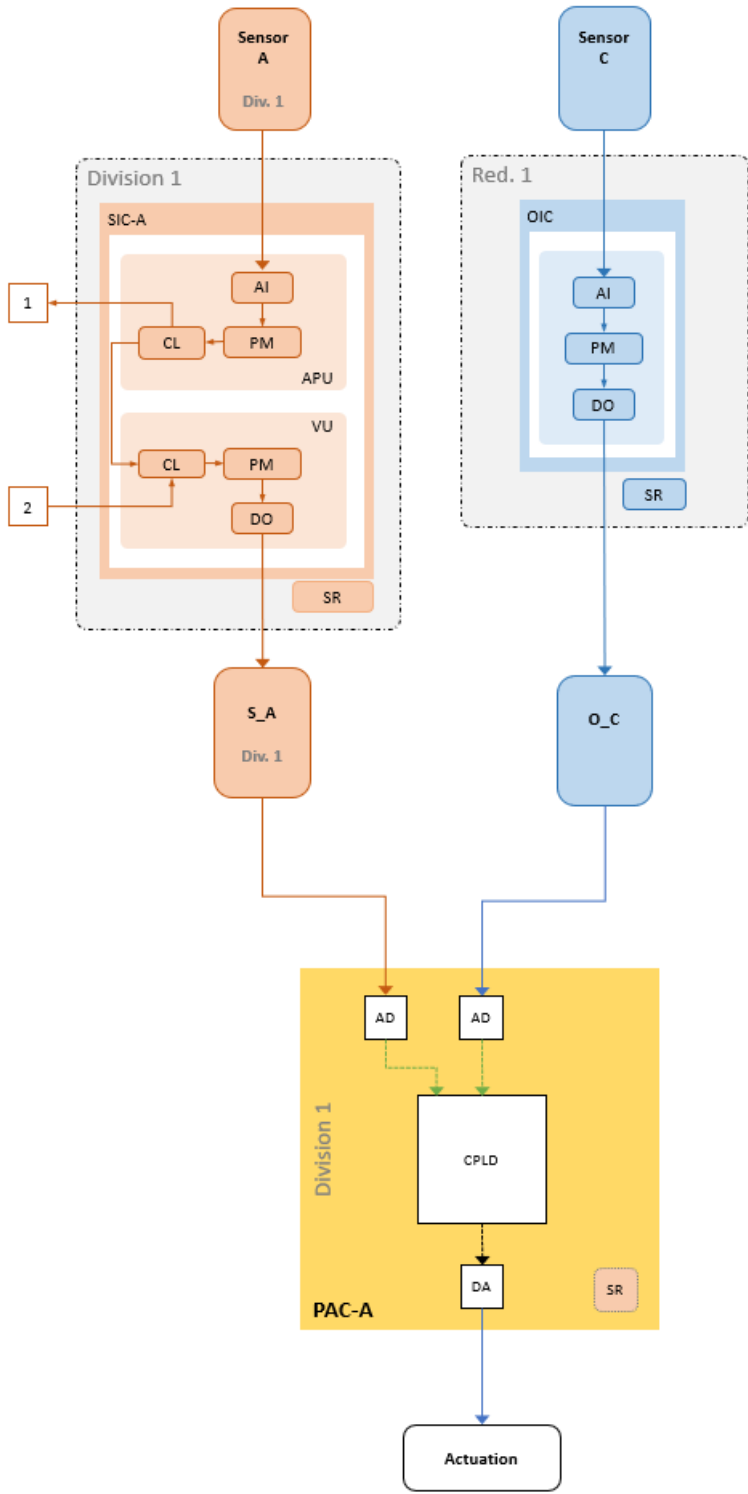 Sensor
A
Div. 1
Sensor
C
Division 1
SIC-A
AI
CL
PM
APU
1
VU
CL
PM
2
DO
SR
Red. 1
OIC
AI
PM
DO
SR
S_A
Div. 1
O_C
AD
AD
Division 1
CPLD
DA
SR
PAC-A
Actuation